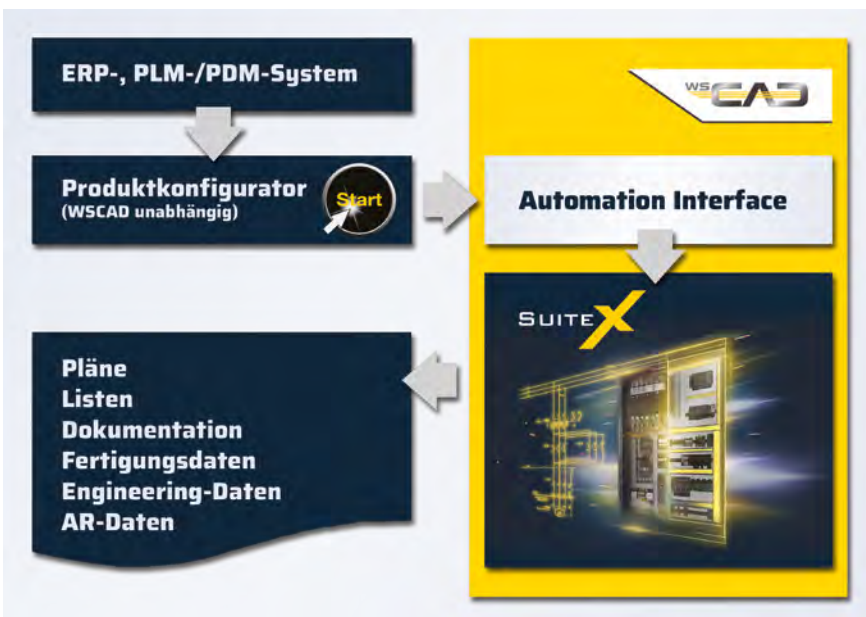 ERP-, PLM-/PDM-System
Produktkonfigurator
(WSCAD unabhängig)
Start
WSCAD
Automation Interface
SUITEX
Pläne
Listen
Dokumentation
Fertigungsdaten
Engineering-Daten
AR-Daten